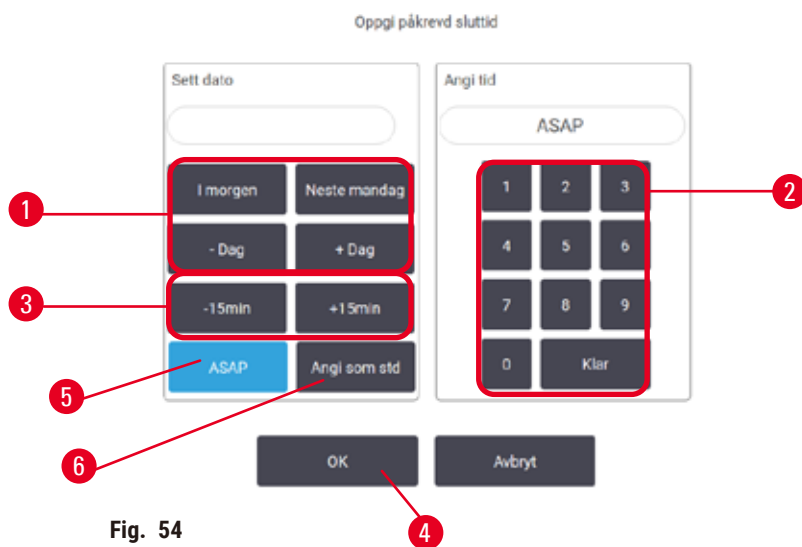 Oppgi påkrevd sluttid
Sett dato
Angi tid
ASAP
I morgen
Neste mandag
- Dag
+ Dag
-15min
+15min
ASAP
Angi som std
1
2
3
4
5
6
7
8
9
0
Klar
OK
Avbryt
1
2
3
4
5
6
Fig. 54